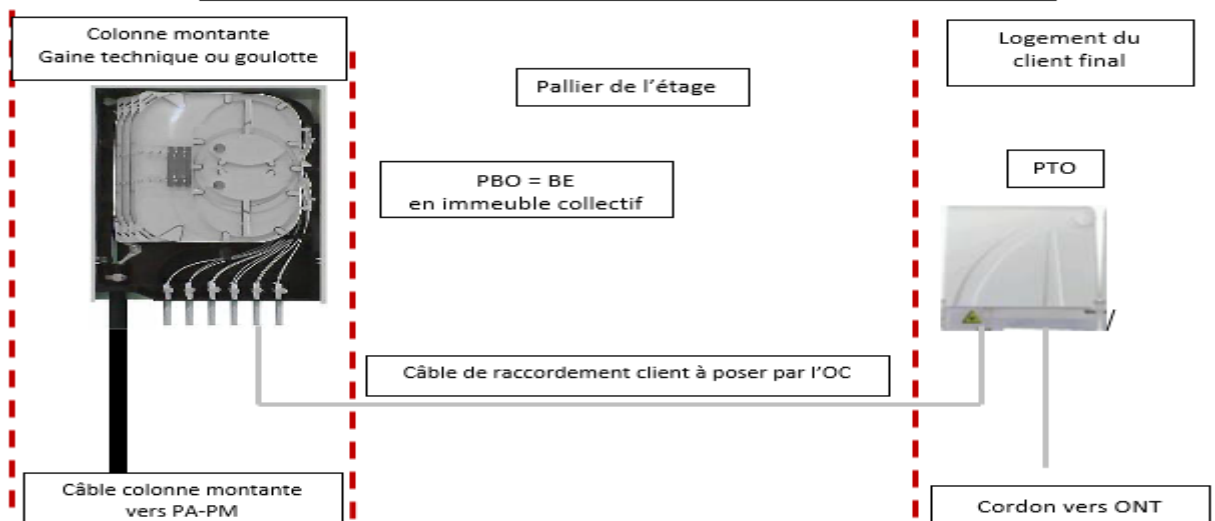 Colonne montante
Gaine technique ou goulotte
Pallier de l’étage
Logement du
client final
PBO = BE
en immeuble collectif
PTO
Câble de raccordement client à poser par l’OC
Câble colonne montante
vers PA-PM
Cordon vers ONT